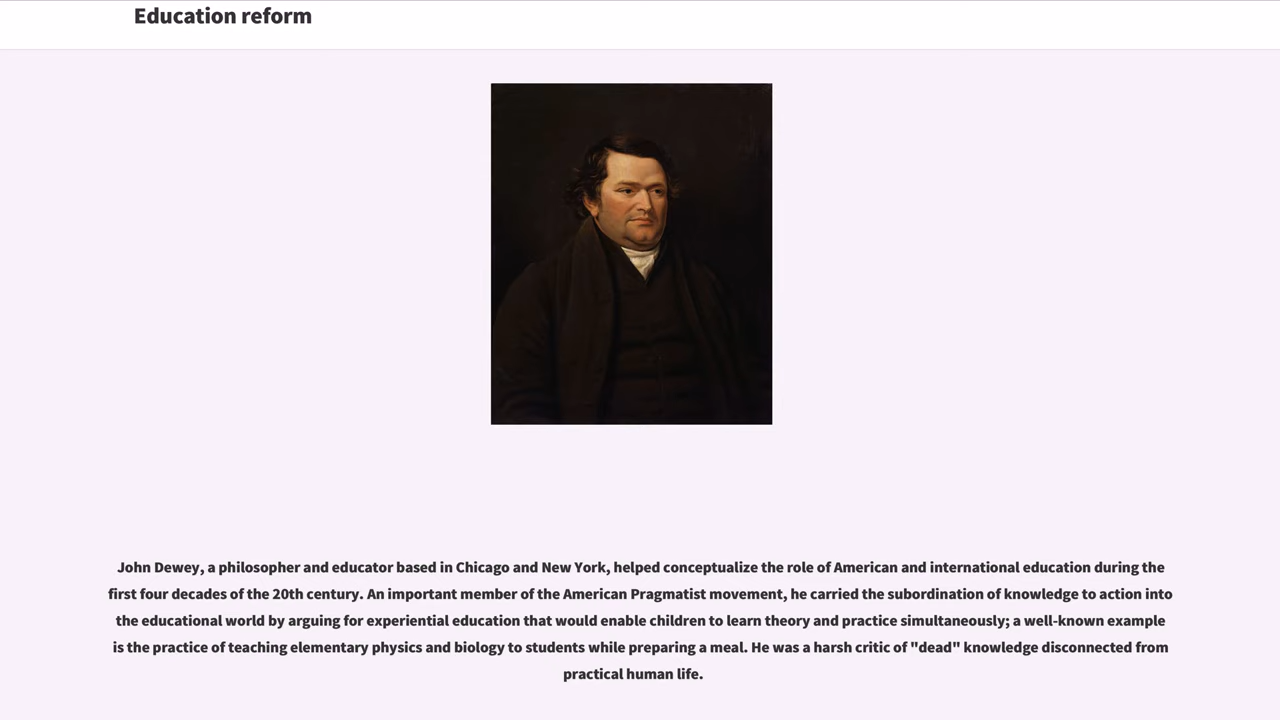 Education reform
John Dewey, a philosopher and educator based in Chicago and New York, helped conceptualize the role of American and international education during the
first four decades of the 20th century. An important member of the American Pragmatist movement, he carried the subordination of knowledge to action into
the educational world by arguing for experiential education that would enable children to learn theory and practice simultaneously; a well-known example
is the practice of teaching elementary physics and biology to students while preparing a meal. He was a harsh critic of "dead" knowledge disconnected from
practical human life.